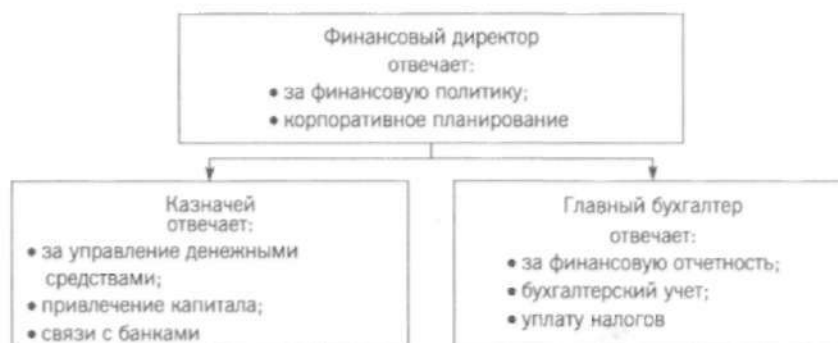 Финансовый директор
отвечает:
• за финансовую политику;
• корпоративное планирование
Казначей
отвечает:
• за управление денежными
средствами;
• привлечение капитала;
• связи с банками
Главный бухгалтер
отвечает:
• за финансовую отчетность;
• бухгалтерский учет;
• уплату налогов